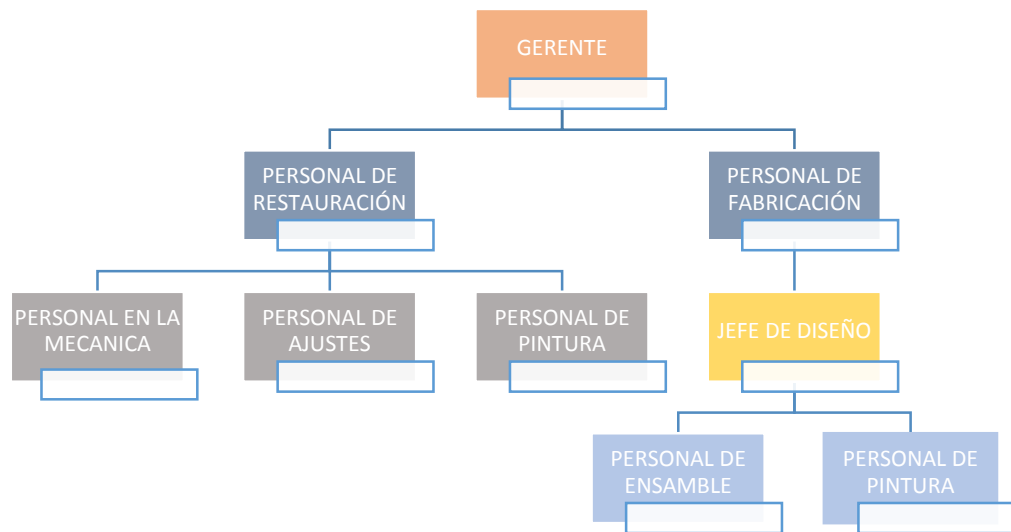 GERENTE
PERSONAL DE
RESTAURACIÓN
PERSONAL DE
FABRICACIÓN
PERSONAL EN LA
MECANICA
PERSONAL DE
AJUSTES
PERSONAL DE
PINTURA
JEFE DE DISEÑO
PERSONAL DE
ENSAMBLE
PERSONAL DE
PINTURA